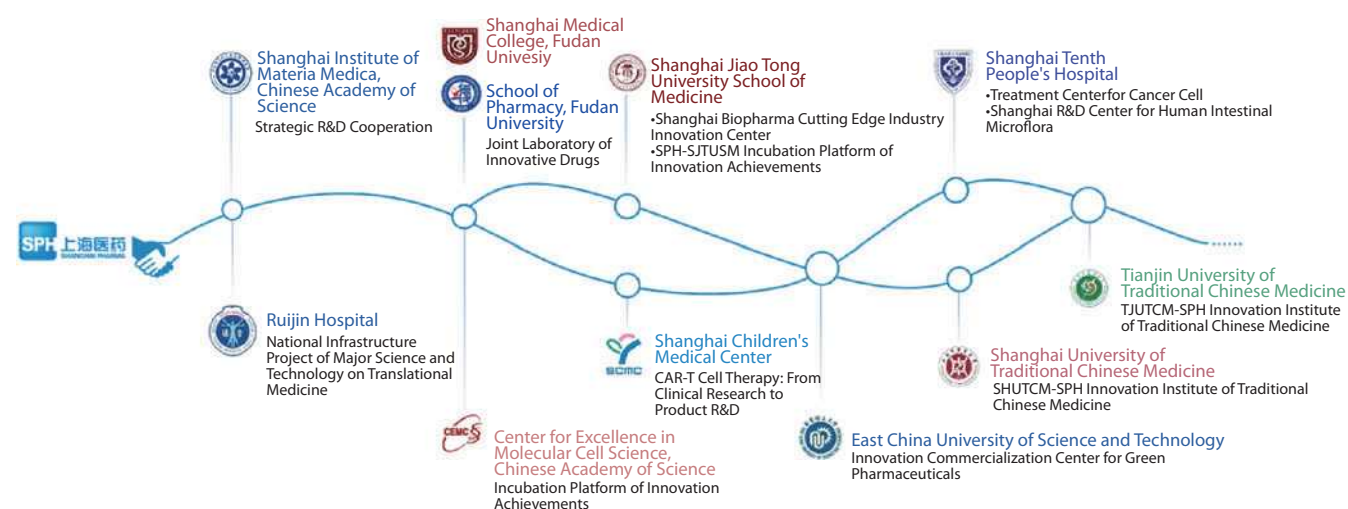 Shanghai Institute of
Materia Medica,
Chinese Academy of
Science
Strategic R&D Cooperation
Shanghai Medical
College, Fudan
Univesiy
School of
Pharmacy, Fudan
University
Joint Laboratory of
Innovative Drugs
Shanghai Jiao Tong
University School of
Medicine
•Shanghai Biopharma Cutting Edge Industry
Innovation Center
•SPH-SJTUSM Incubation Platform of
Innovation Achievements
Shanghai Tenth
People's Hospital
•Treatment Centerfor Cancer Cell
•Shanghai R&D Center for Human Intestinal
Microflora
SPH 上海医药
SHANGHAI PHARMA
Ruijin Hospital
National Infrastructure
Project of Major Science and
Technology on Translational
Medicine
CEMCS
Center for Excellence in
Molecular Cell Science,
Chinese Academy of Science
Incubation Platform of Innovation
Achievements
SCMC
Shanghai Children's
Medical Center
CAR-T Cell Therapy: From
Clinical Research to
Product R&D
East China University of Science and Technology
Innovation Commercialization Center for Green
Pharmaceuticals
Shanghai University of
Traditional Chinese Medicine
SHUTCM-SPH Innovation Institute of Traditional
Chinese Medicine
Tianjin University of
Traditional Chinese Medicine
TJUTCM-SPH Innovation Institute
of Traditional Chinese Medicine
......